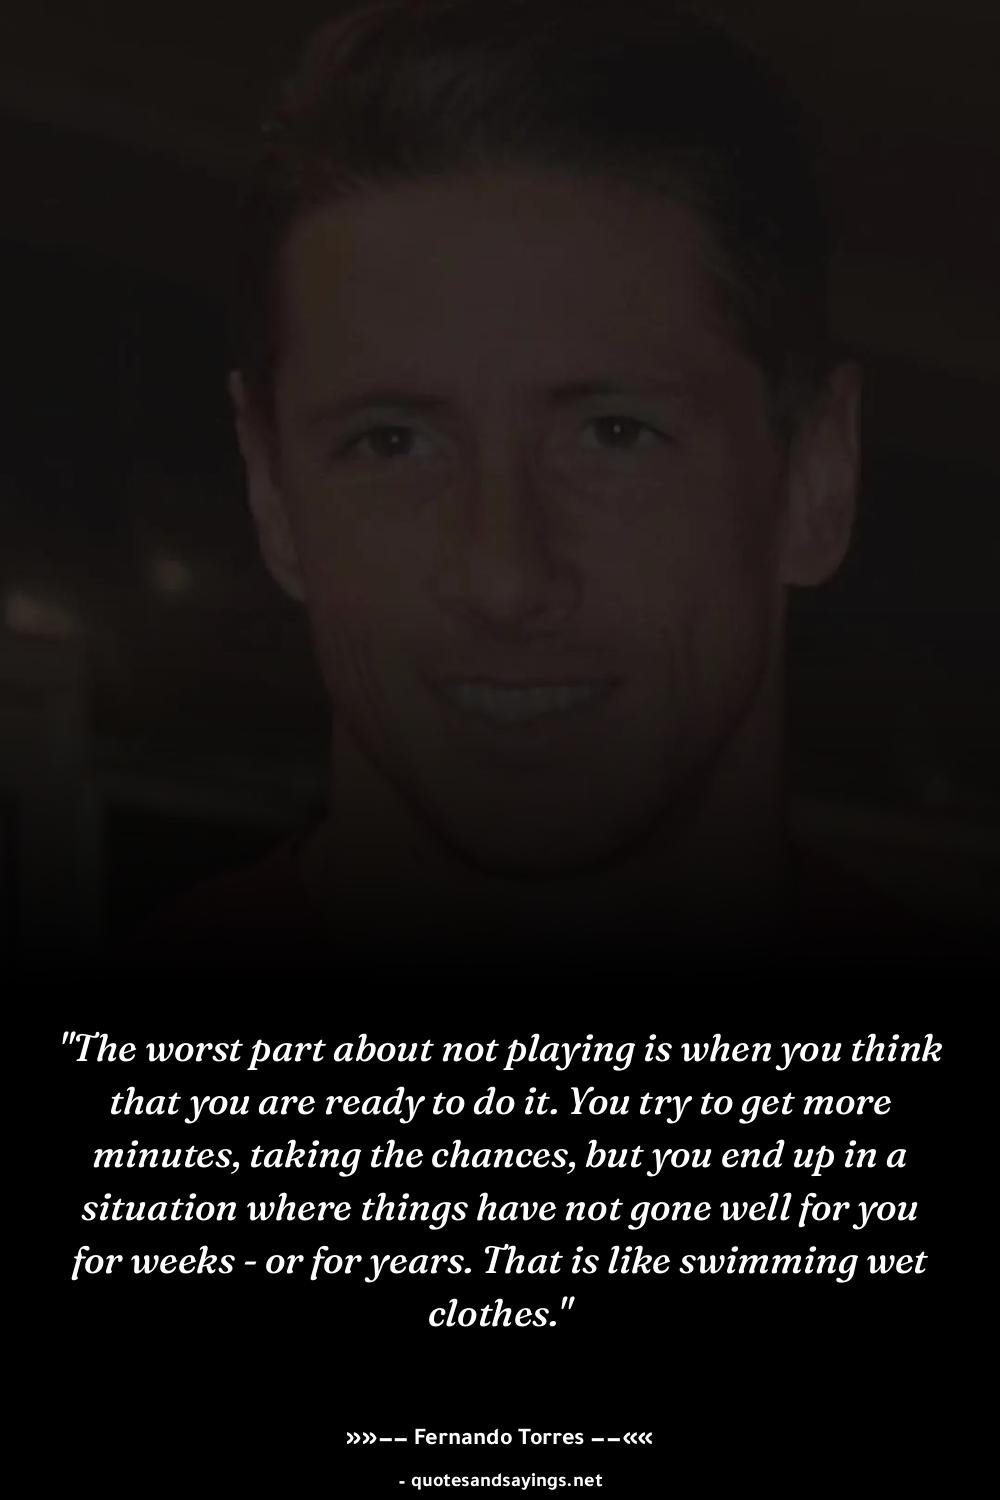 "The worst part about not playing is when you think
that you are ready to do it. You try to get more
minutes, taking the chances, but you end up in a
situation where things have not gone well for you
for weeks - or for years. That is like swimming wet
clothes."
»»−− Fernando Torres −−««
- quotesandsayings.net